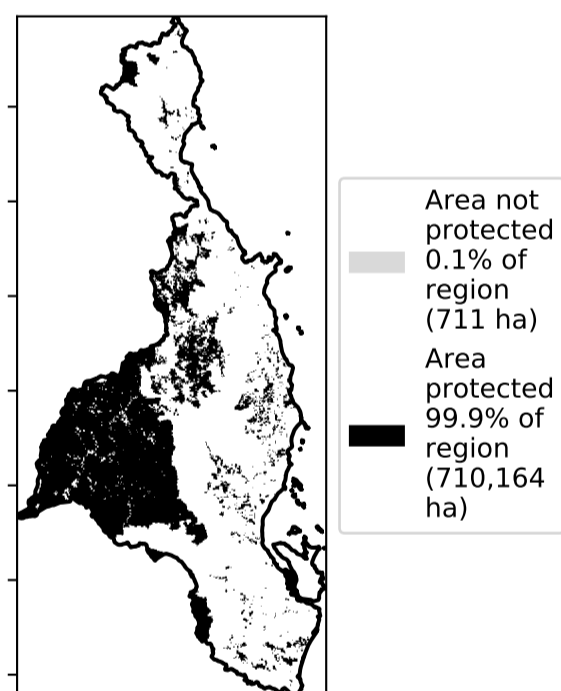 Area not
protected
0.1% of
region
(711 ha)
Area
protected
99.9% of
region
(710,164
ha)